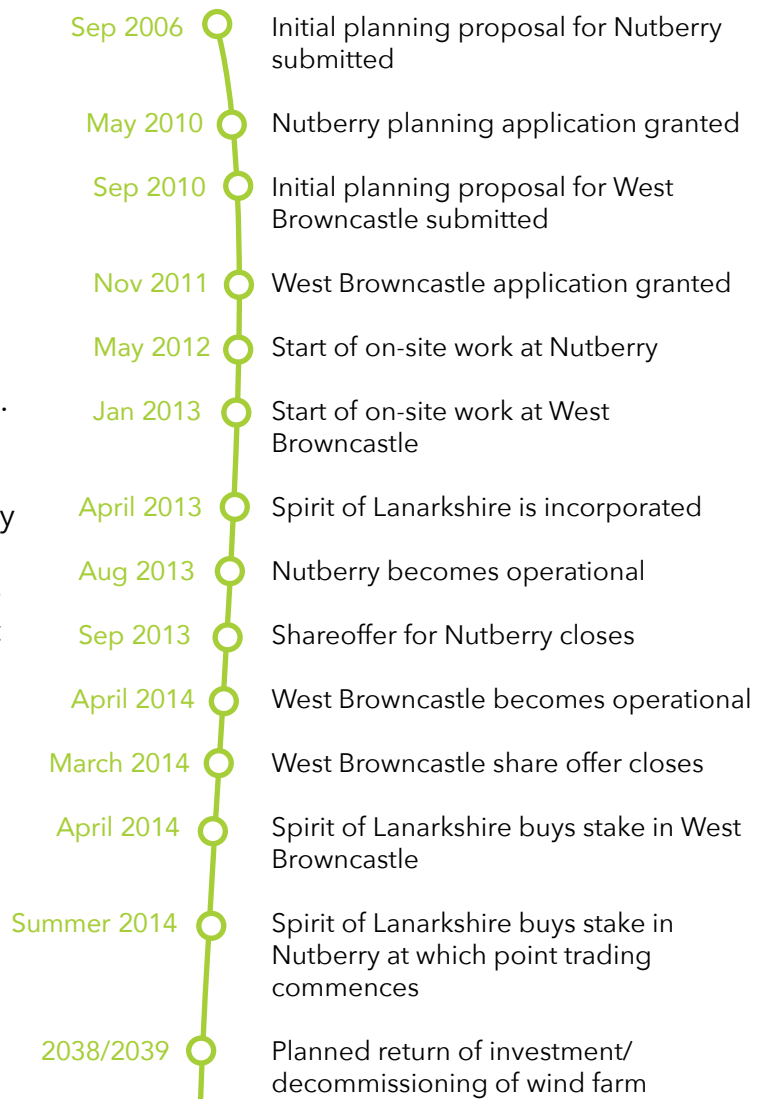 Sep 2006 Initial planning proposal for Nutberry
submitted
May 2010 Nutberry planning application granted
Sep 2010 Initial planning proposal for West
Browncastle submitted
Nov 2011 West Browncastle application granted
May 2012 Start of on-site work at Nutberry
.
Jan 2013 Start of on-site work at West
Browncastle
April 2013 Spirit of Lanarkshire is incorporated
y
Aug 2013 Nutberry becomes operational
Sep 2013 Shareoffer for Nutberry closes
April 2014 West Browncastle becomes operational
March 2014 West Browncastle share offer closes
April 2014 Spirit of Lanarkshire buys stake in West
Browncastle
Summer 2014 Spirit of Lanarkshire buys stake in
Nutberry at which point trading
commences
2038/2039 Planned return of investment/
decommissioning of wind farm